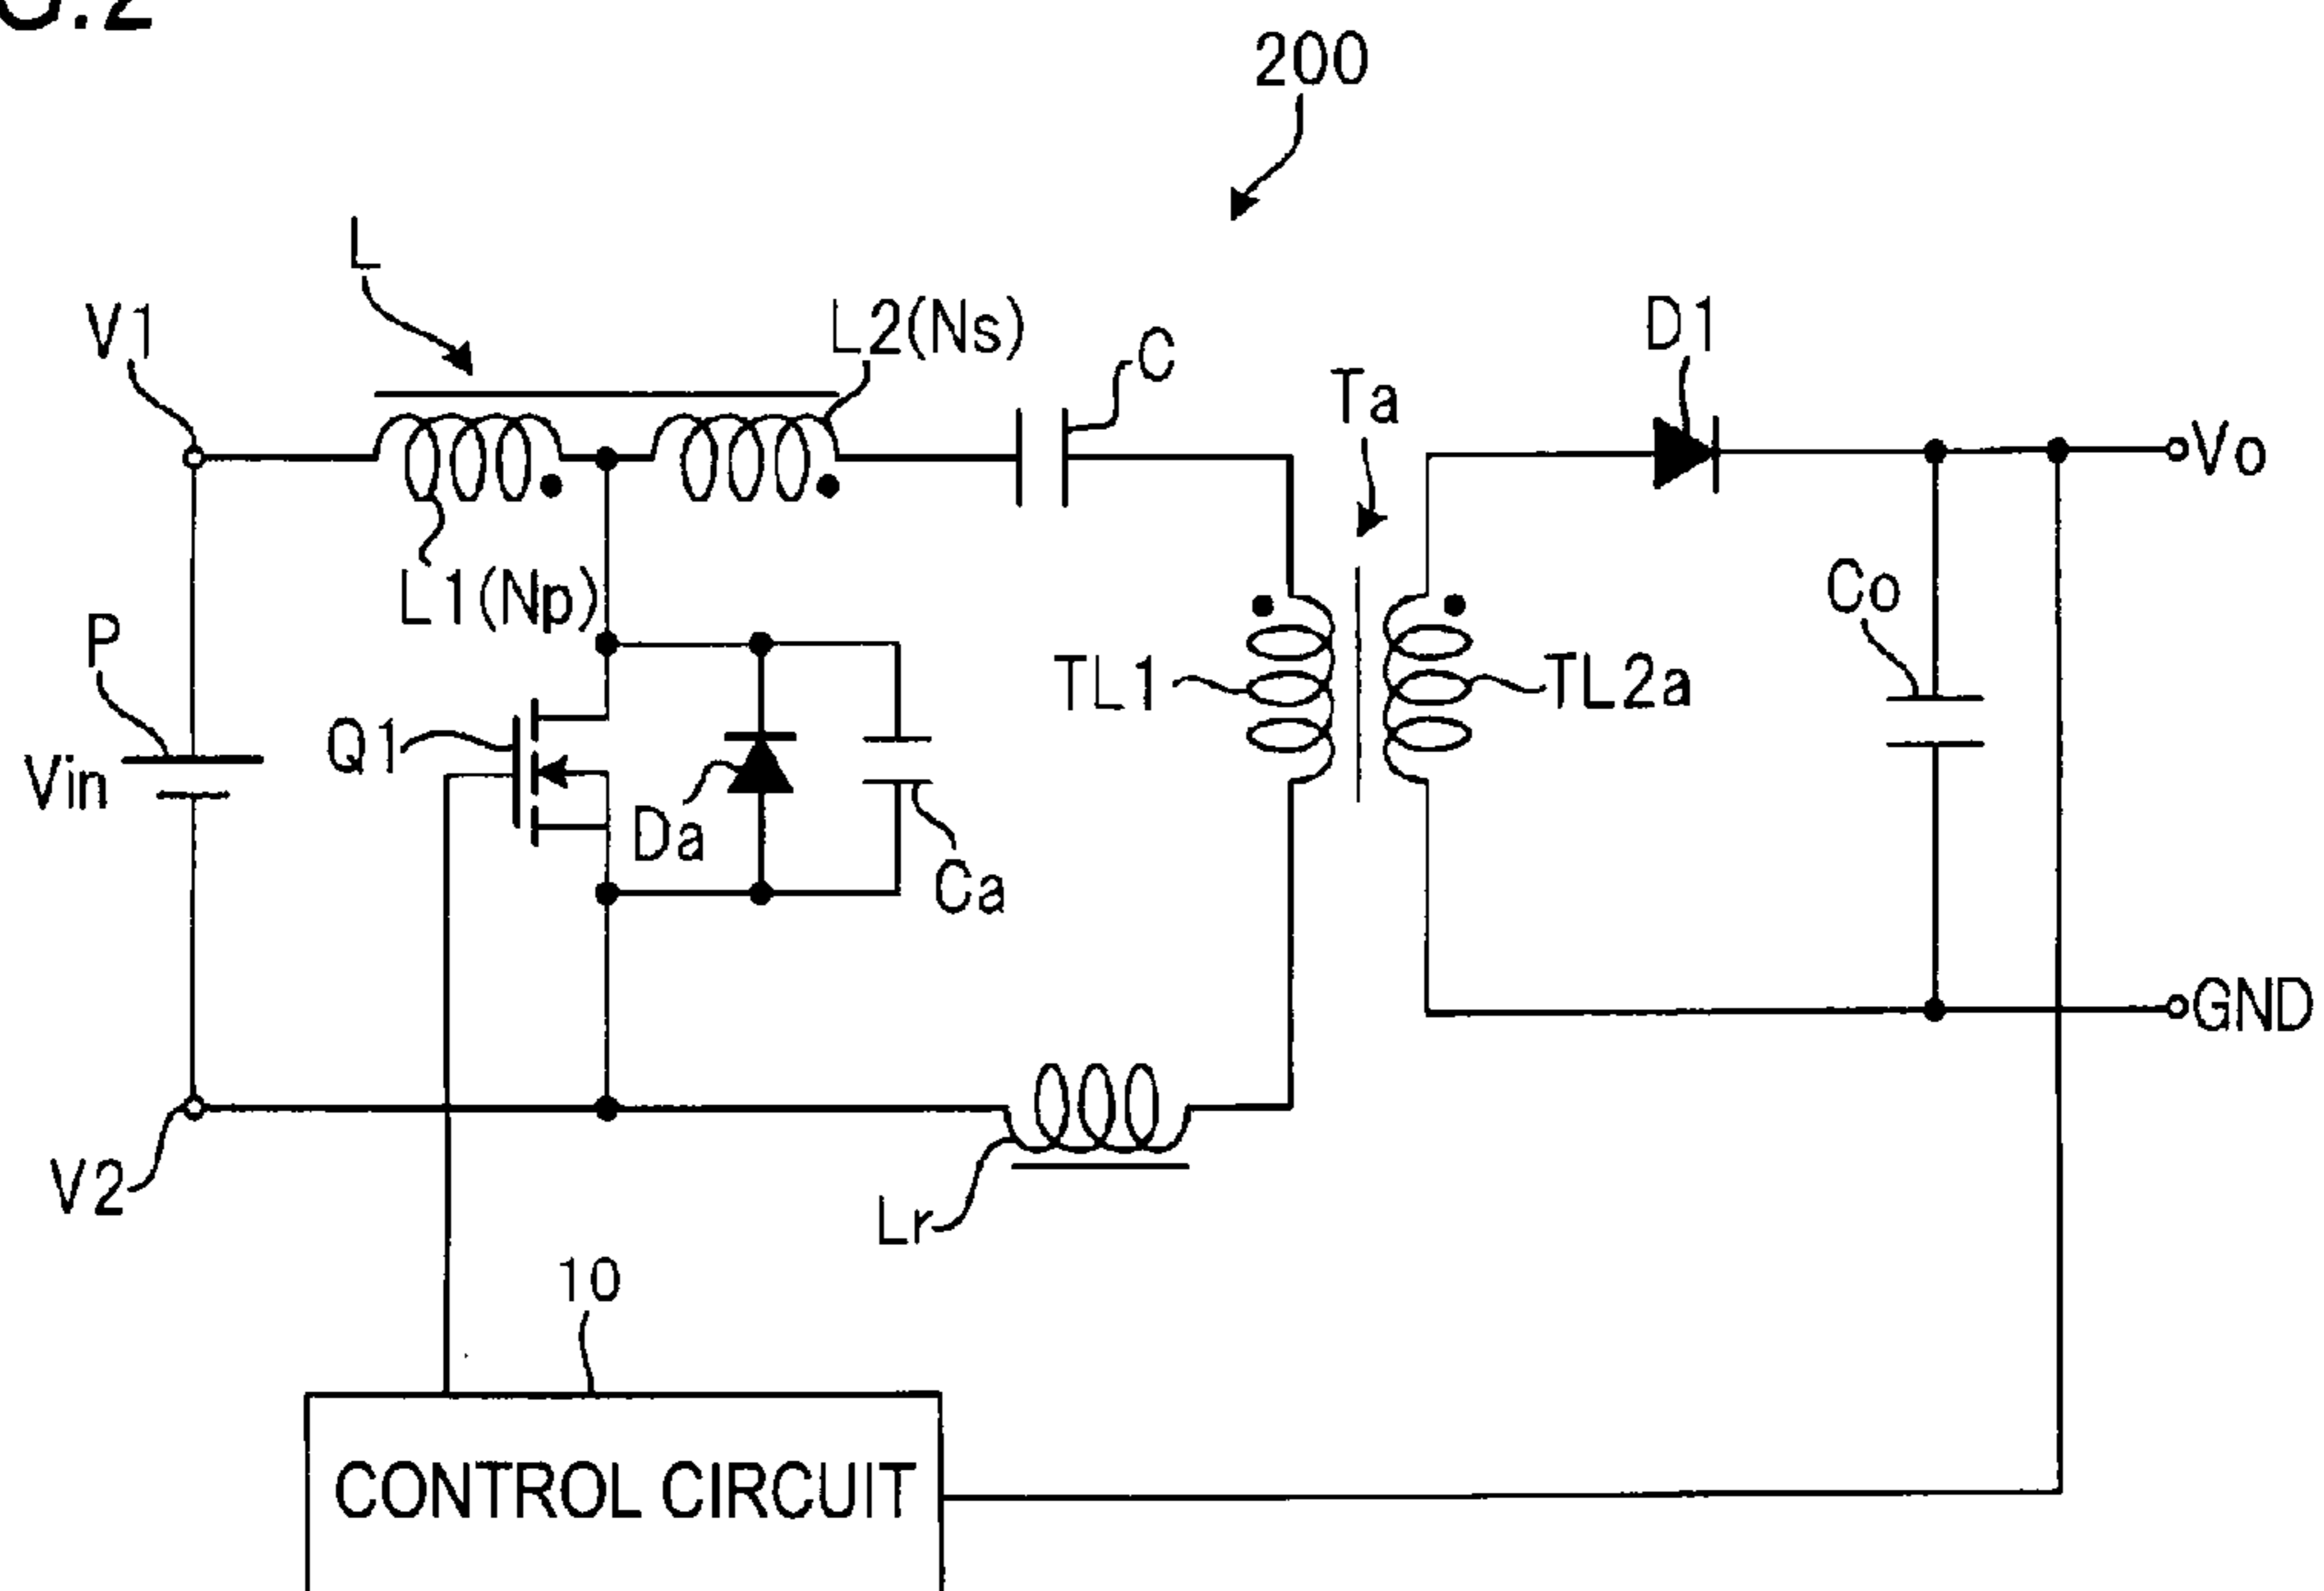 G.2
200
L
V1
L2(Ns)
C
Ta
D1
Vo
L1(Np)
Co
P
TL1
TL2a
Q1
Vin
Da
Ca
GND
V2
Lr
10
CONTROL CIRCUIT